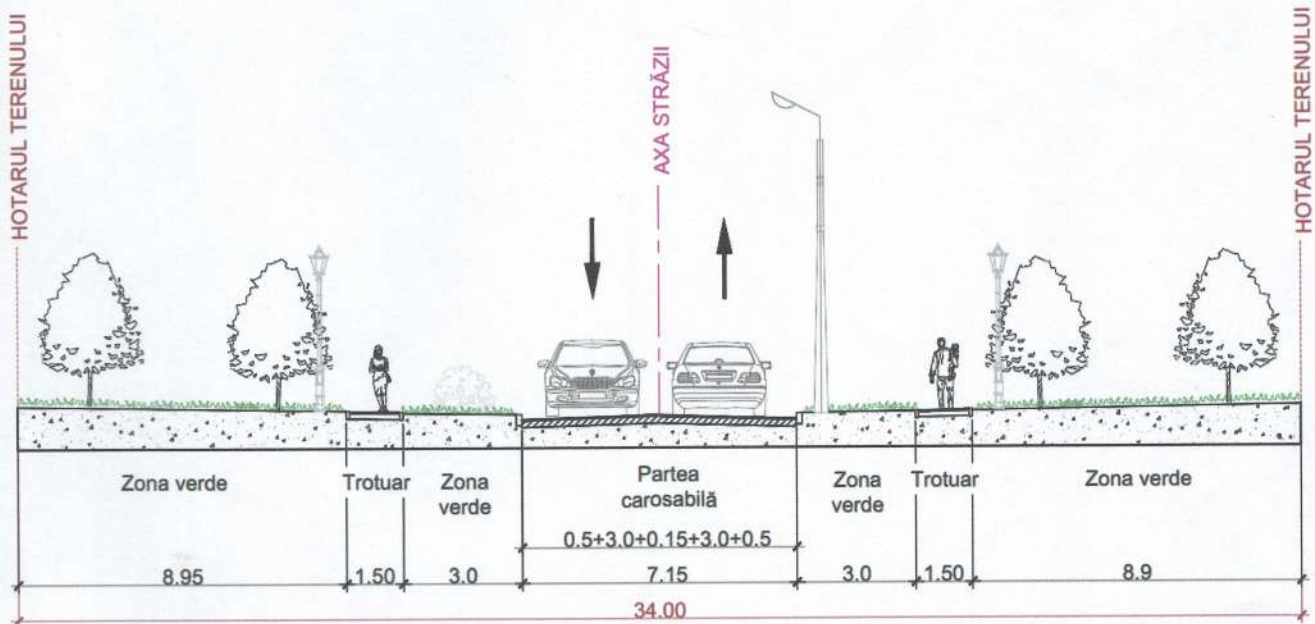 HOTARUL TERENULUI
AXA STRĂZII
HOTARUL TERENULUI
Zona verde
Trotuar
Zona
verde
Partea
carosabilă
Zona
verde
Trotuar
Zona verde
0.5+3.0+0.15+3.0+0.5
8.95
1.50
3.0
7.15
3.0
1.50
8.9
34.00